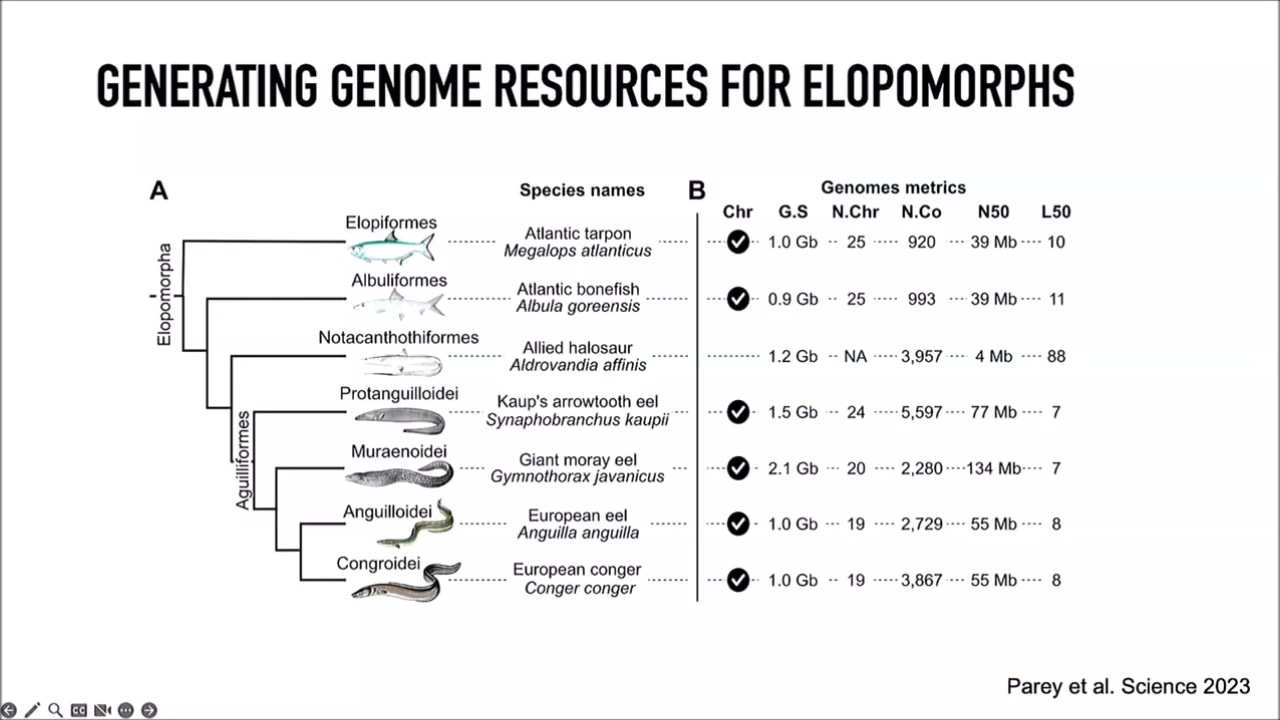 GENERATING GENOME RESOURCES FOR ELOPOMORPHS
A
Species names
B
Genomes metrics
Chr G.S N.Chr N.Co N50 L50
Elopomorpha
Elopiformes
Atlantic tarpon
Megalops atlanticus
1.0 Gb 25 920 39 Mb 10
Albuliformes
Atlantic bonefish
Albula goreensis
0.9 Gb 25 993 39 Mb 11
Notacanthothiformes
Allied halosaur
Aldrovandia affinis
1.2 Gb NA 3,957 4 Mb 88
Aguilliformes
Protanguilloidei
Kaup's arrowtooth eel
Synaphobranchus kaupii
1.5 Gb 24 5,597 77 Mb 7
Muraenoidei
Giant moray eel
Gymnothorax javanicus
2.1 Gb 20 2,280 134 Mb 7
Anguilloidei
European eel
Anguilla anguilla
1.0 Gb 19 2,729 55 Mb 8
Congroidei
European conger
Conger conger
1.0 Gb 19 3,867 55 Mb 8
Parey et al. Science 2023
CC